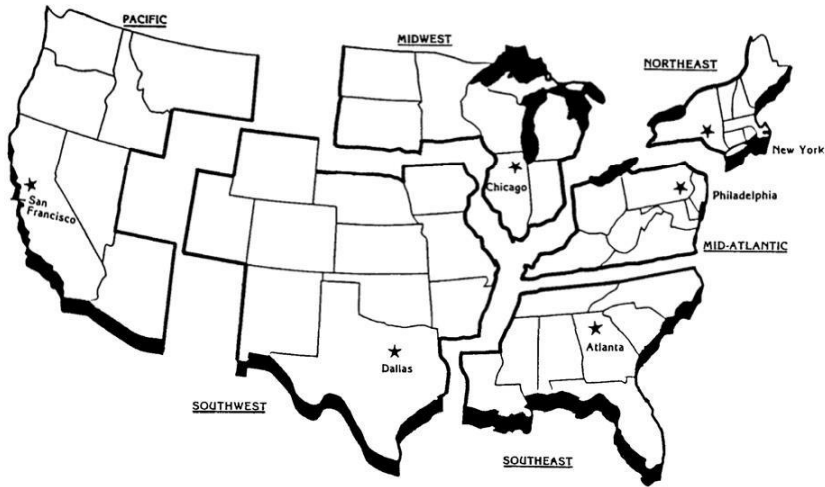 PACIFIC
MIDWEST
NORTHEAST
New York
Chicago
San
Francisco
Philadelphia
MID-ATLANTIC
Atlanta
Dallas
SOUTHWEST
SOUTHEAST